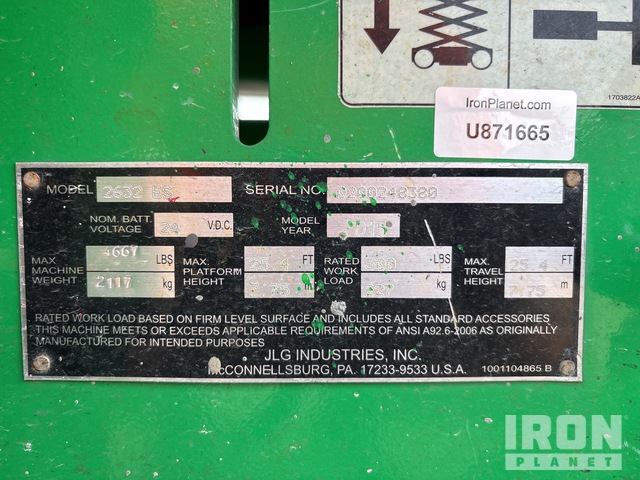 1703822A
IronPlanet.com
U871665
MODEL 2632 ES SERIAL NO. 0200248380
NOM. BATT. VOLTAGE 24 V.D.C. MODEL YEAR
MAX MACHINE WEIGHT 4667 LBS 2117 kg
MAX. PLATFORM HEIGHT 25.4 FT 7.75 m
RATED WORK LOAD LBS kg
MAX. TRAVEL HEIGHT 25.4 FT 7.75 m
RATED WORK LOAD BASED ON FIRM LEVEL SURFACE AND INCLUDES ALL STANDARD ACCESSORIES
THIS MACHINE MEETS OR EXCEEDS APPLICABLE REQUIREMENTS OF ANSI A92.6-2006 AS ORIGINALLY
MANUFACTURED FOR INTENDED PURPOSES
JLG INDUSTRIES, INC.
McCONNELLSBURG, PA. 17233-9533 U.S.A.
1001104865 B
IRON
PLANET